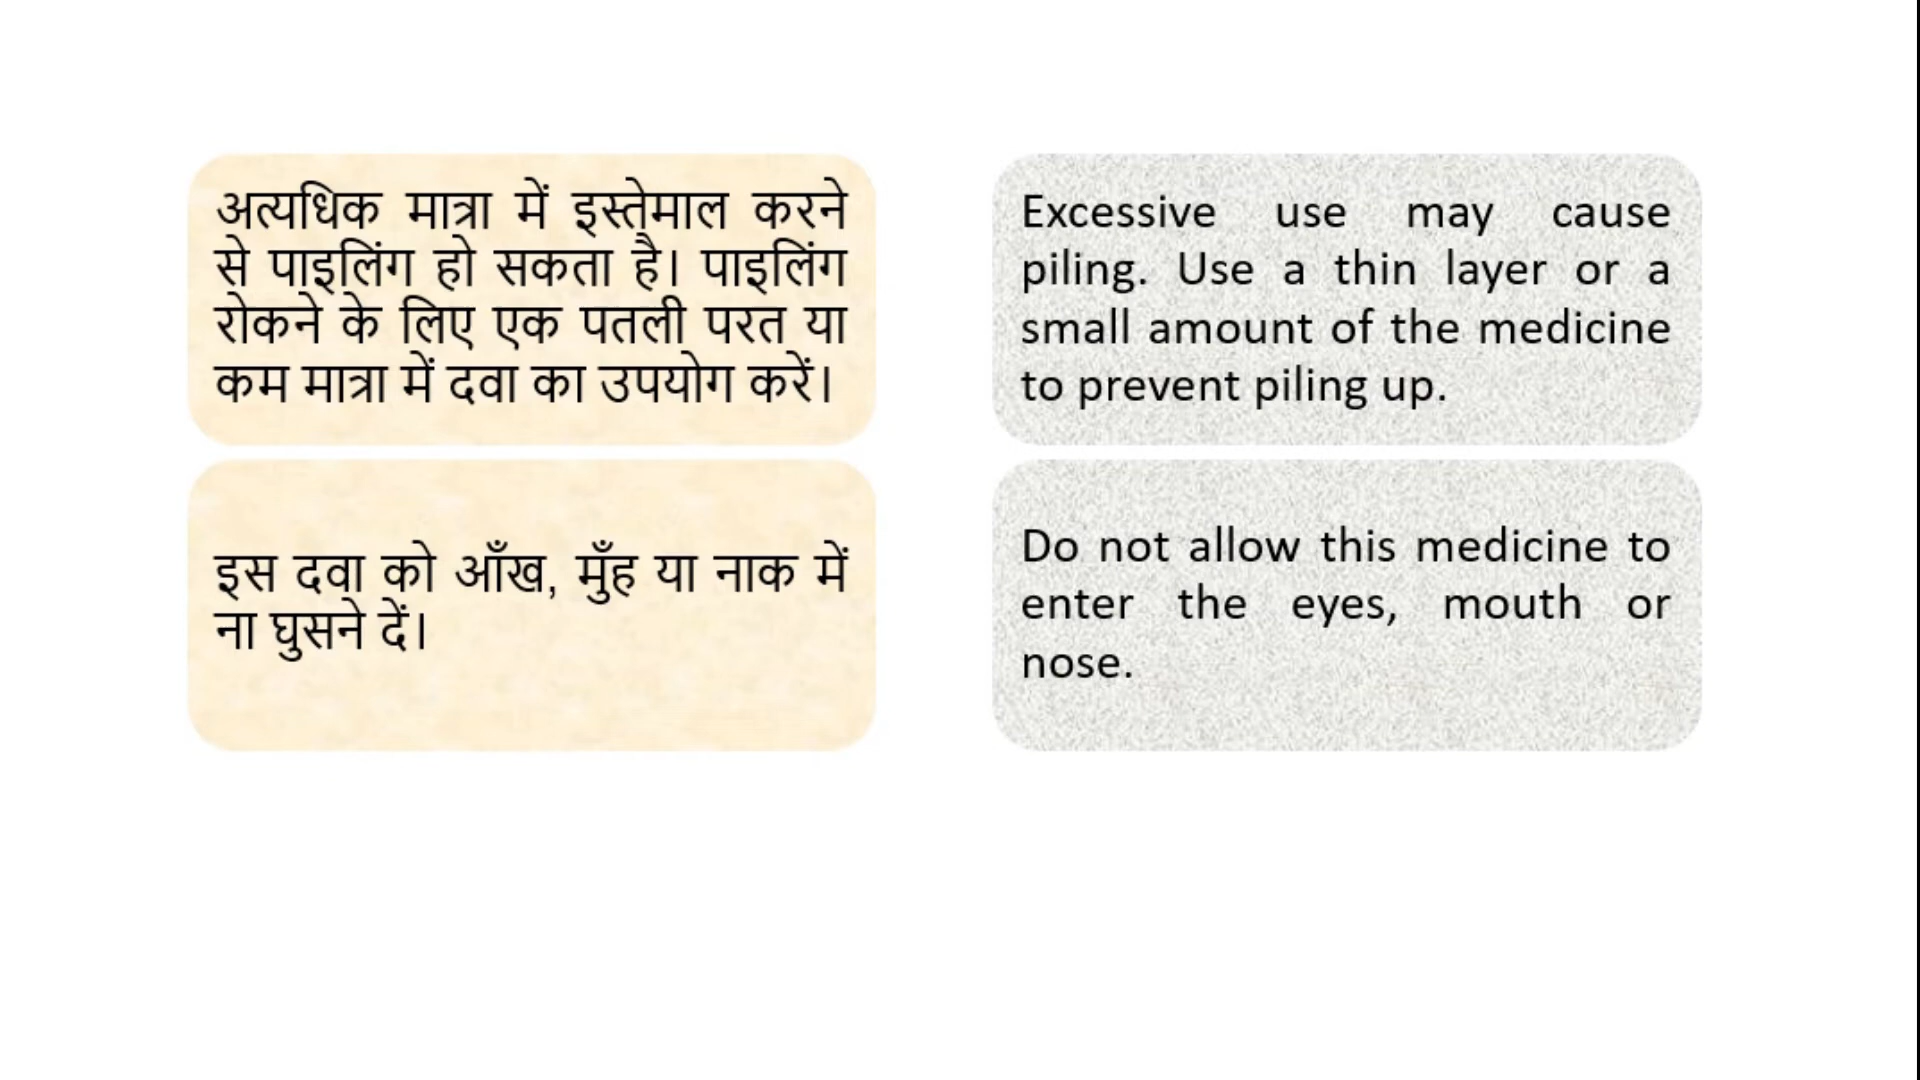 अत्यधिक मात्रा में इस्तेमाल करने
से पाइलिंग हो सकता है। पाइलिंग
रोकने के लिए एक पतली परत या
कम मात्रा में दवा का उपयोग करें।
इस दवा को आँख, मुँह या नाक में
ना घुसने दें।
Excessive use may cause
piling. Use a thin layer or a
small amount of the medicine
to prevent piling up.
Do not allow this medicine to
enter the eyes, mouth or
nose.